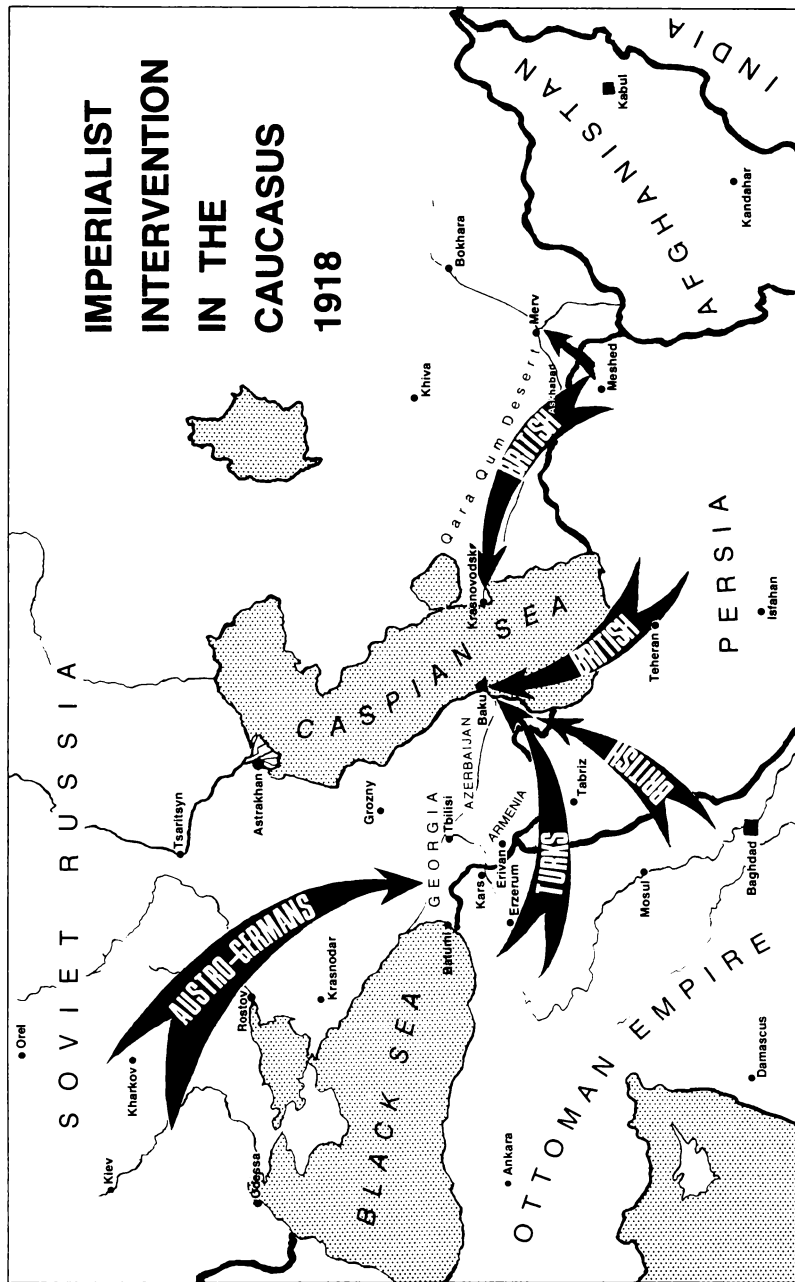 IMPERIALIST
INTERVENTION
IN THE
CAUCASUS
1918
SOVIET RUSSIA
Orel
Kiev
Kharkov
Tsaritsyn
Odessa
Rostov
Astrakhan
AUSTRO-GERMANS
Krasnodar
Grozny
BLACK SEA
GEORGIA
Batumi
Tbilisi
AZERBAIJAN
Baku
CASPIAN SEA
Krasnovodsk
Qara Qum Desert
Khiva
Bokhara
Merv
BRITISH
Meshed
ARMENIA
Kars
Erivan
Erzerum
TURKS
Tabriz
BRITISH
BRITISH
Teheran
PERSIA
Isfahan
Ankara
OTTOMAN EMPIRE
Mosul
Baghdad
Damascus
AFGHANISTAN
Kabul
Kandahar
INDIA